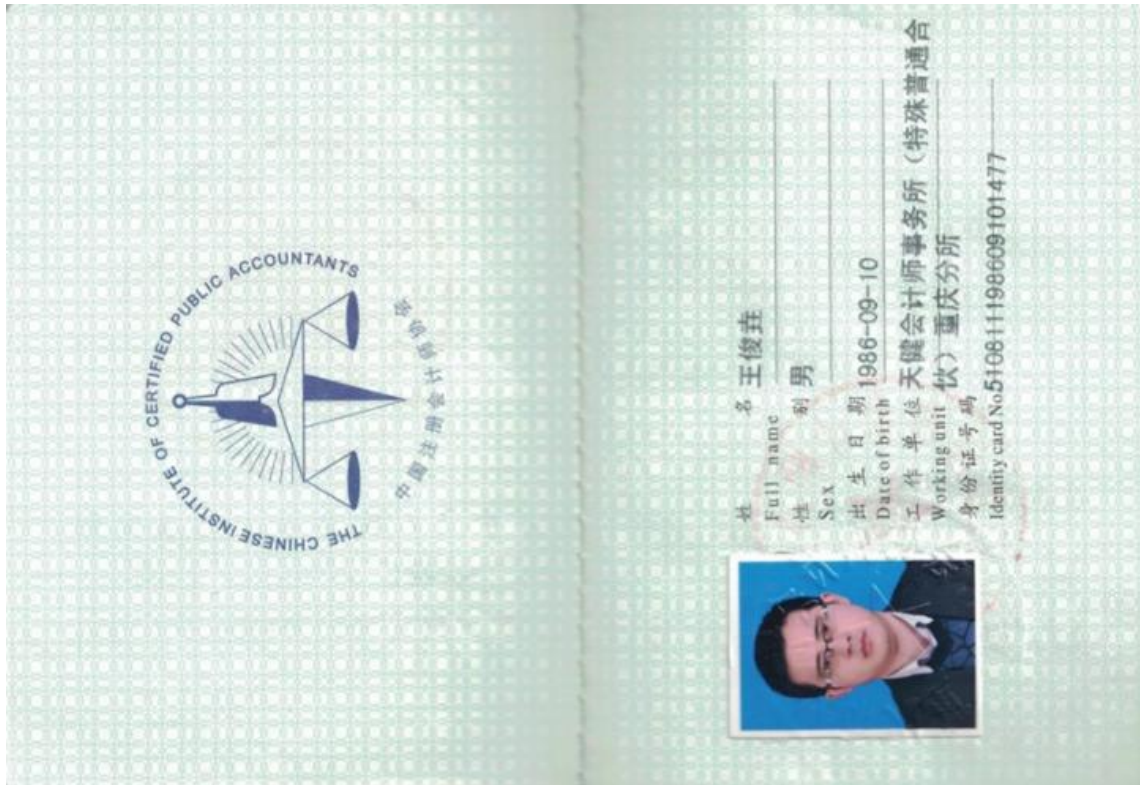 THE CHINESE INSTITUTE OF CERTIFIED PUBLIC ACCOUNTANTS
中国注册会计师协会
姓 名 王俊垚
Full name
性 别 男
Sex
出 生 日 期 1986-09-10
Date of birth
工 作 单 位 天健会计师事务所（特殊普通合
Working unit 伙）重庆分所
身份证号码
Identity card No.510811198609101477